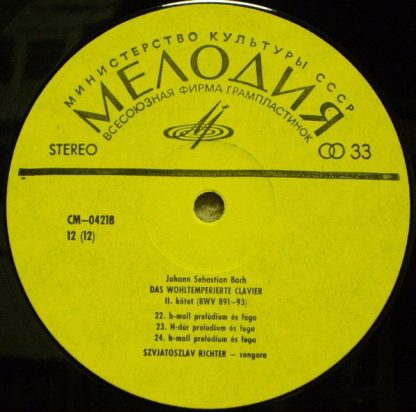 МИНИСТЕРСТВО КУЛЬТУРЫ СССР
МЕЛОДИЯ
ВСЕСОЮЗНАЯ ФИРМА ГРАМПЛАСТИНОК
STEREO
33
СМ—04218
12 (12)
Johann Sebastian Bach
DAS WOHLTEMPERIERTE CLAVIER
II. kötet (BWV 891—93)
22. b-moll prelúdium és fúga
23. H-dúr prelúdium és fuga
24. h-moll prelúdium és fúga
SZVJATOSZLAV RICHTER — zongora